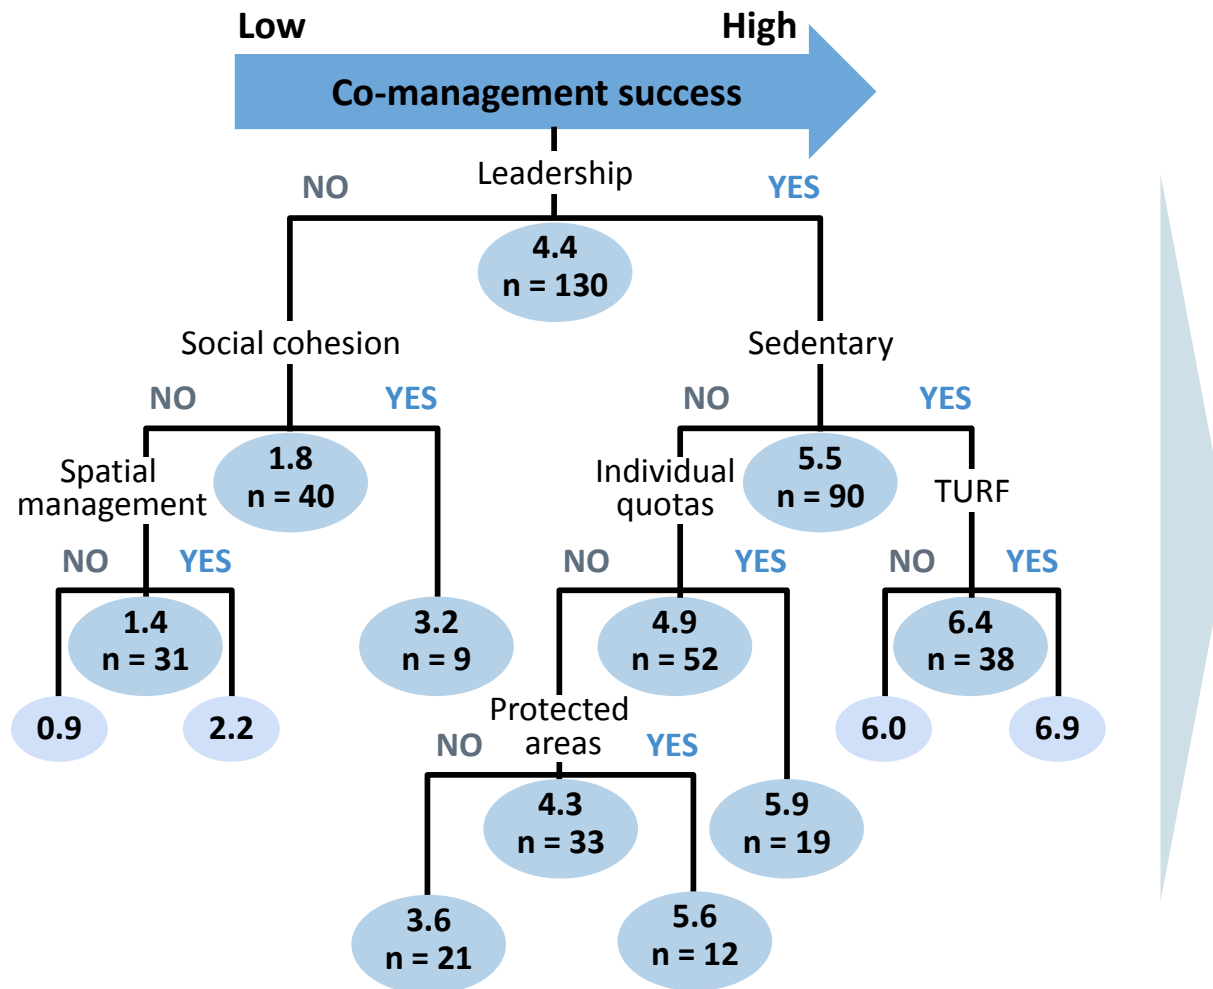 Low
High
Co-management success
Leadership
NO
YES
4.4
n = 130
Social cohesion
Sedentary
NO
YES
NO
YES
1.8
n = 40
5.5
n = 90
Spatial
management
Individual
quotas
TURF
NO
YES
NO
YES
NO
YES
1.4
n = 31
3.2
n = 9
4.9
n = 52
6.4
n = 38
0.9
2.2
6.0
6.9
Protected
areas
NO
YES
4.3
n = 33
5.9
n = 19
3.6
n = 21
5.6
n = 12